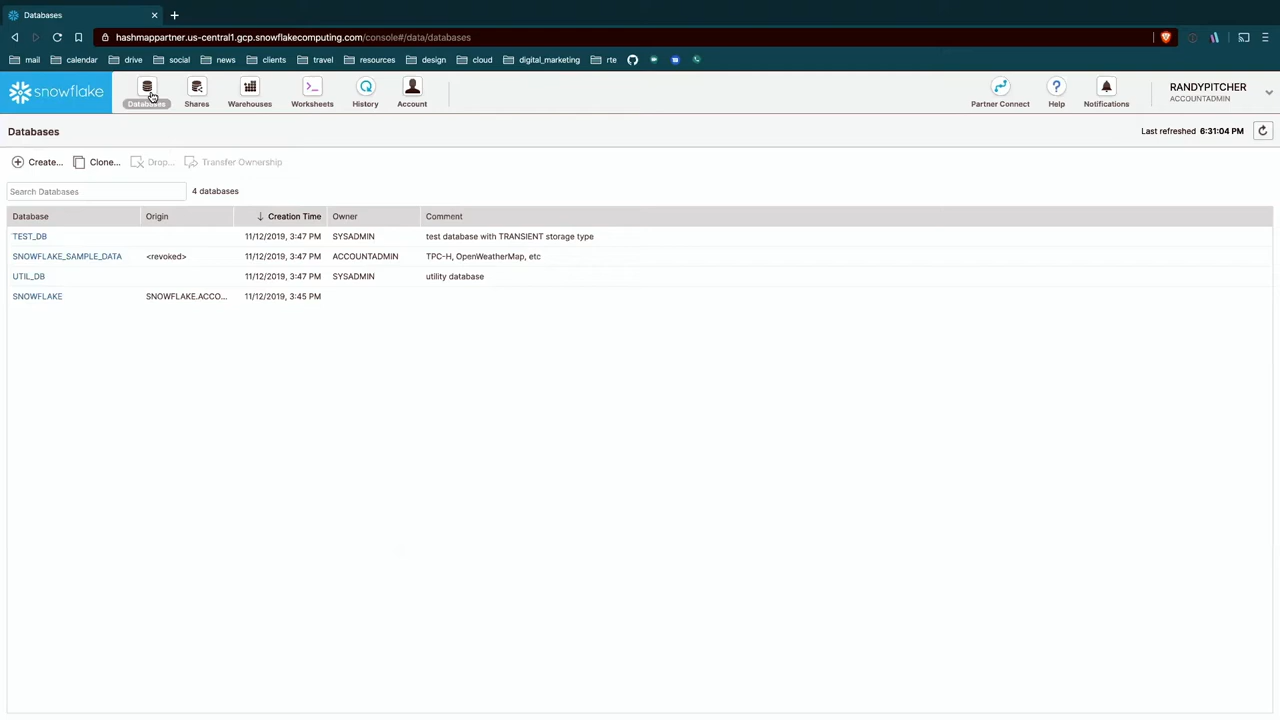 Databases
hashmappartner.us-central1.gcp.snowflakecomputing.com/console#/data/databases
mail calendar drive social news clients travel resources design cloud digital_marketing rte
snowflake Databases Shares Warehouses Worksheets History Account Partner Connect Help Notifications RANDYPITCHER
ACCOUNTADMIN
Databases Last refreshed 6:31:04 PM
Create... Clone... Drop... Transfer Ownership
Search Databases 4 databases
Database Origin Creation Time Owner Comment
TEST_DB 11/12/2019, 3:47 PM SYSADMIN test database with TRANSIENT storage type
SNOWFLAKE_SAMPLE_DATA <revoked> 11/12/2019, 3:47 PM ACCOUNTADMIN TPC-H, OpenWeatherMap, etc
UTIL_DB 11/12/2019, 3:47 PM SYSADMIN utility database
SNOWFLAKE SNOWFLAKE.ACCO... 11/12/2019, 3:45 PM